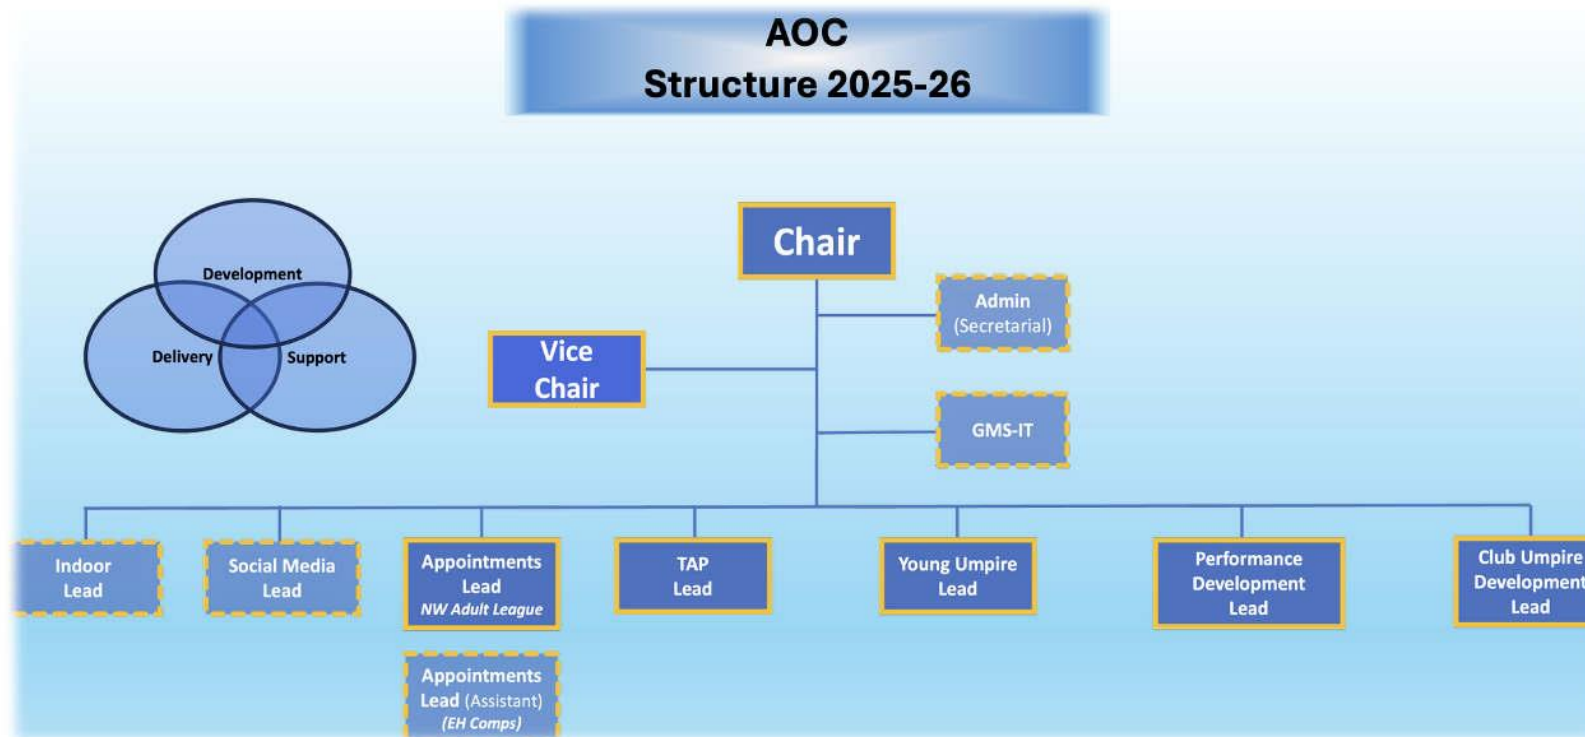 AOC
Structure 2025-26
Development
Delivery
Support
Chair
Admin
(Secretarial)
Vice
Chair
GMS-IT
Indoor
Lead
Social Media
Lead
Appointments
Lead
NW Adult League
TAP
Lead
Young Umpire
Lead
Performance
Development
Lead
Club Umpire
Development
Lead
Appointments
Lead (Assistant)
(EH Comps)